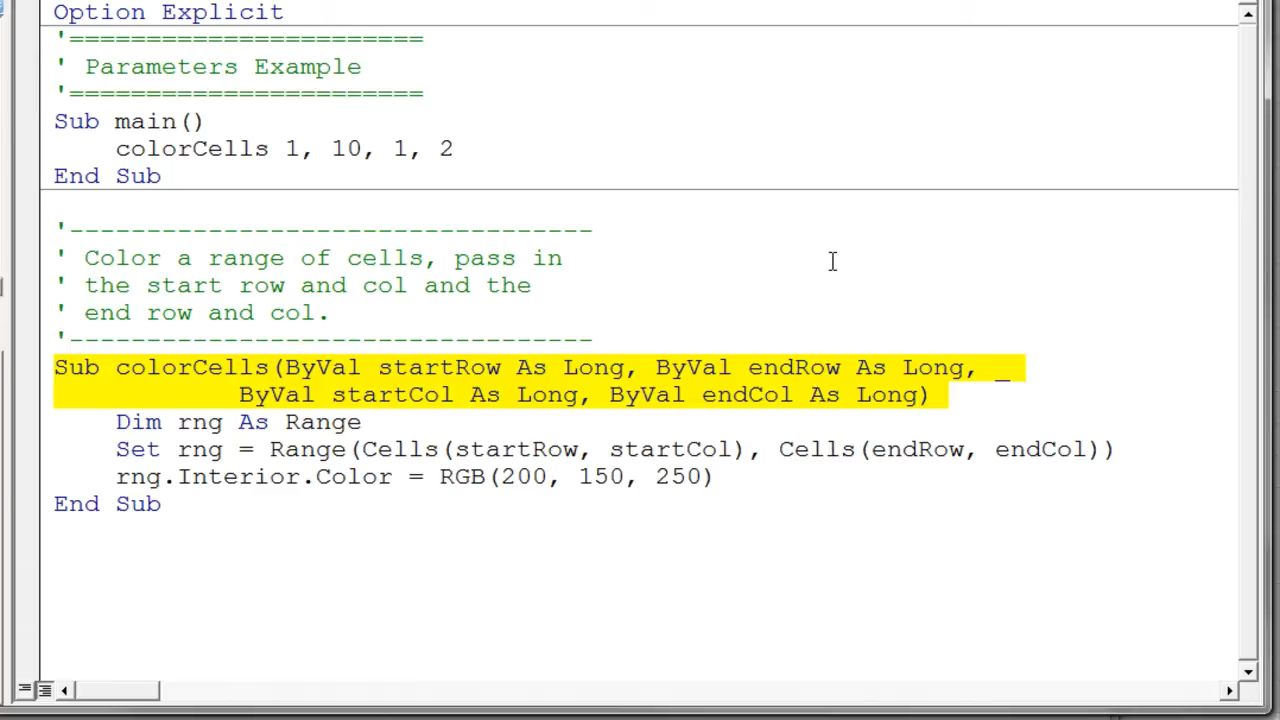 Option Explicit
'=======================
' Parameters Example
'=======================
Sub main()
    colorCells 1, 10, 1, 2
End Sub
'----------------------------------
' Color a range of cells, pass in
' the start row and col and the
' end row and col.
'----------------------------------
Sub colorCells(ByVal startRow As Long, ByVal endRow As Long, _
            ByVal startCol As Long, ByVal endCol As Long)
    Dim rng As Range
    Set rng = Range(Cells(startRow, startCol), Cells(endRow, endCol))
    rng.Interior.Color = RGB(200, 150, 250)
End Sub